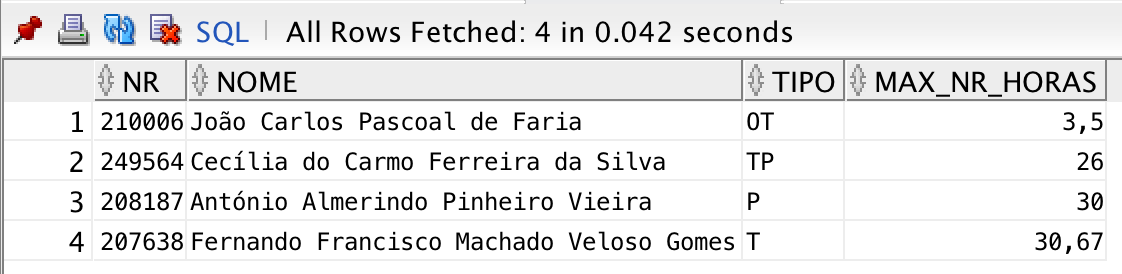 SQL | All Rows Fetched: 4 in 0.042 seconds
NR NOME TIPO MAX_NR_HORAS
1 210006 João Carlos Pascoal de Faria OT 3,5
2 249564 Cecília do Carmo Ferreira da Silva TP 26
3 208187 António Almerindo Pinheiro Vieira P 30
4 207638 Fernando Francisco Machado Veloso Gomes T 30,67